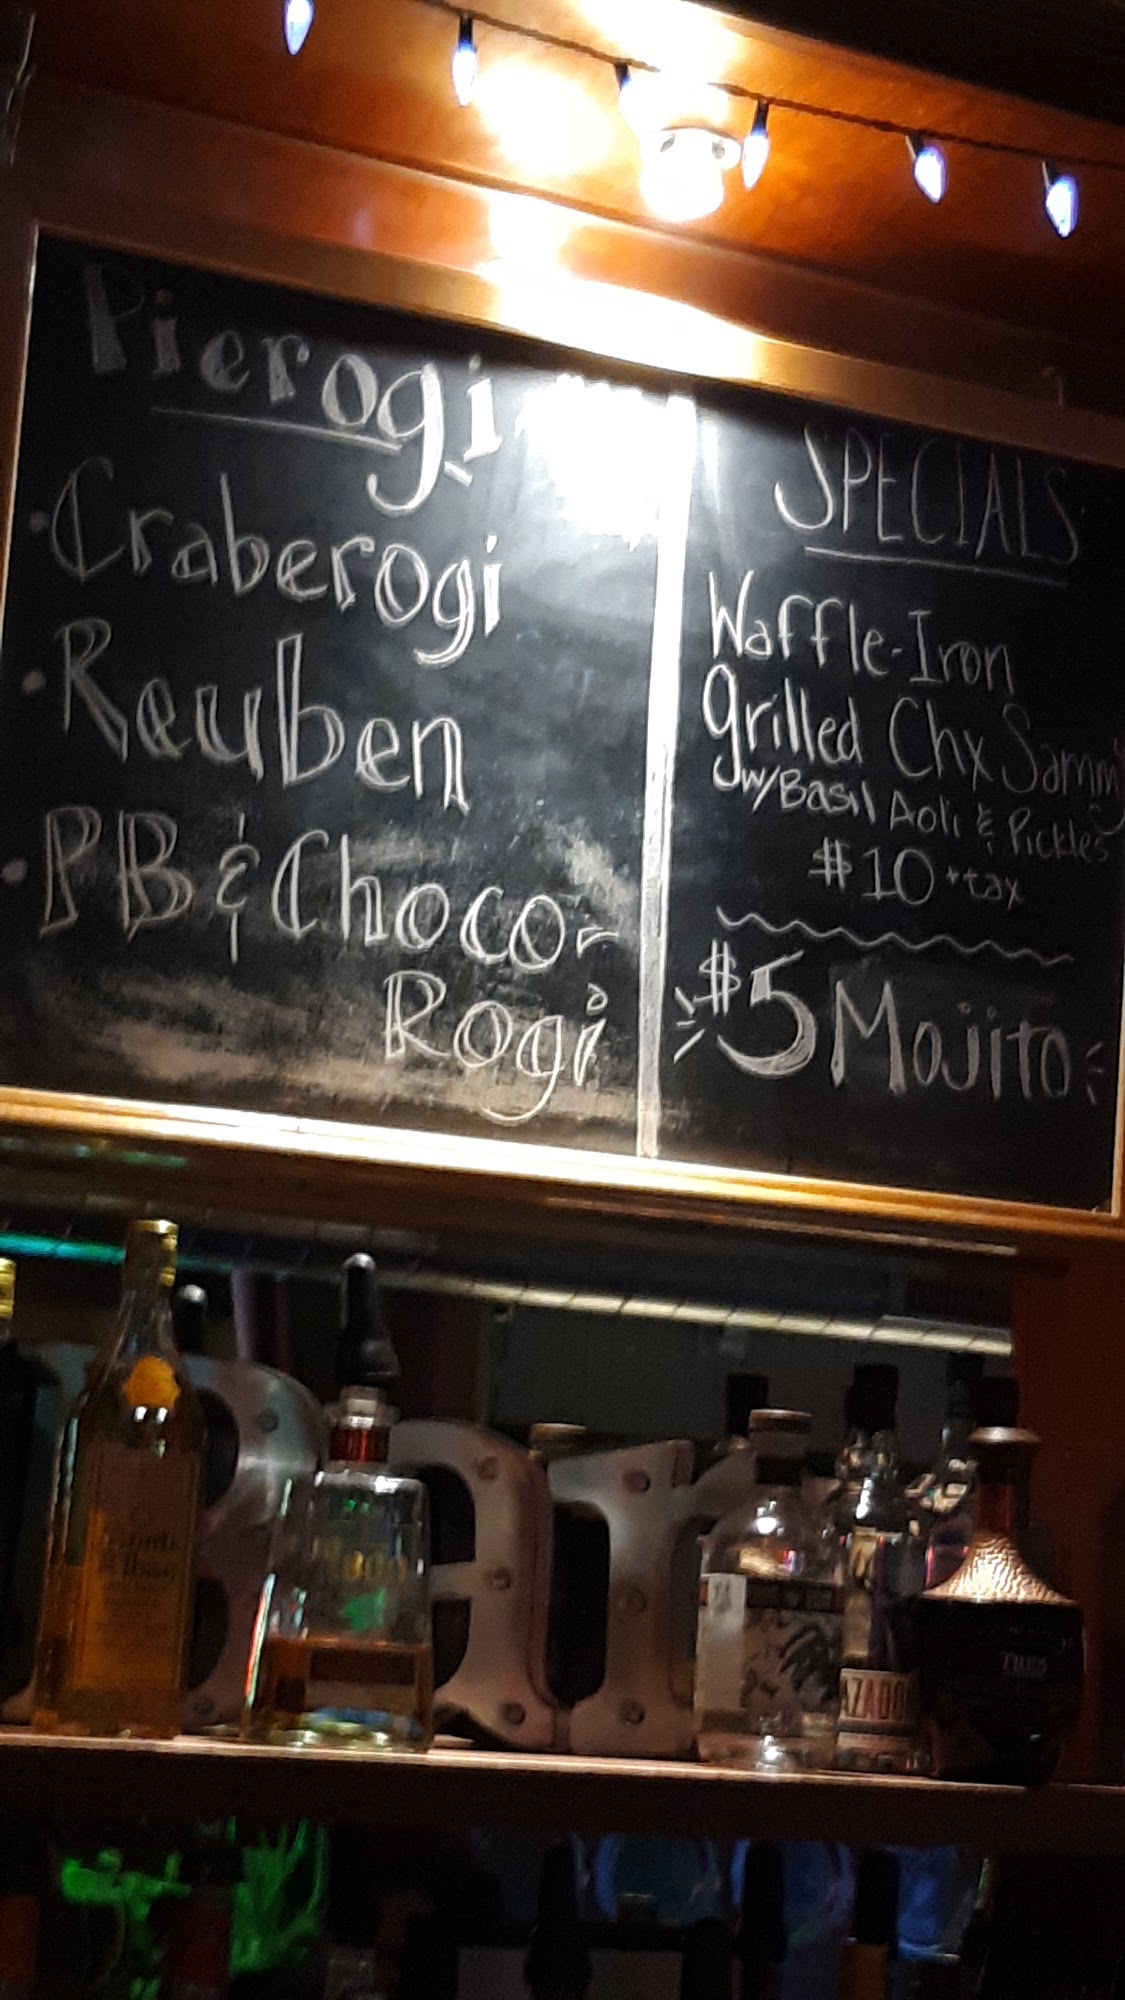 Pierogi
· Craberogi
· Reuben
· PB & Choco-
Rogi
SPECIALS
Waffle-Iron
grilled Chx Sammy
w/Basil Aoli & Pickles
$10 +tax
$5 Mojito
Bar